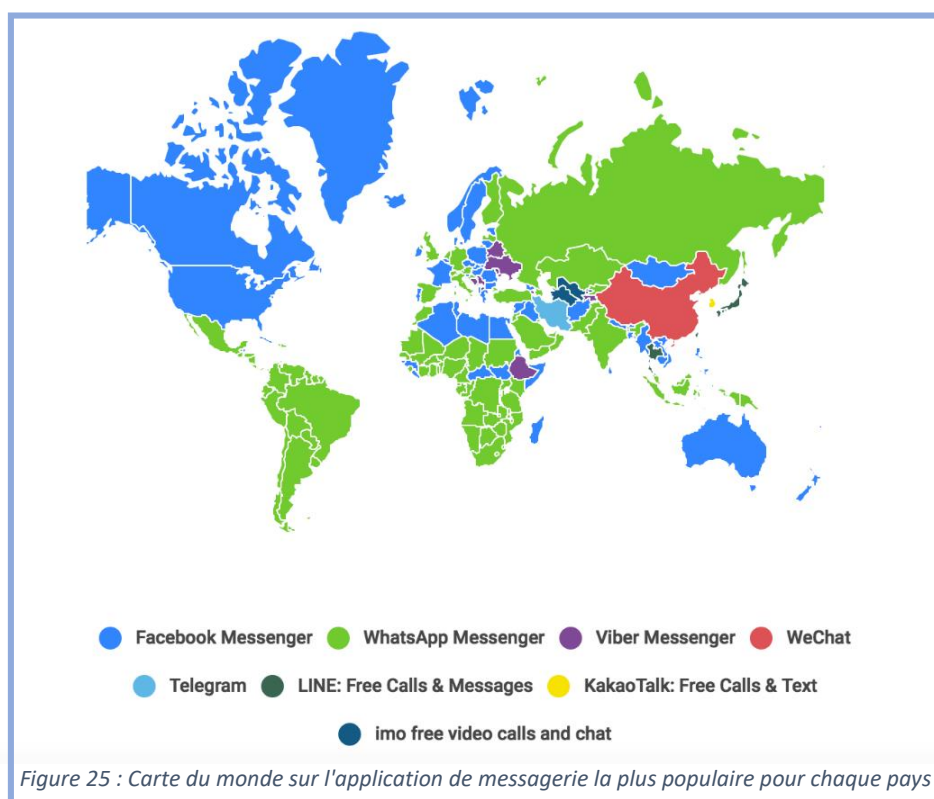 Facebook Messenger WhatsApp Messenger Viber Messenger WeChat
Telegram LINE: Free Calls & Messages KakaoTalk: Free Calls & Text
imo free video calls and chat
Figure 25 : Carte du monde sur l'application de messagerie la plus populaire pour chaque pays